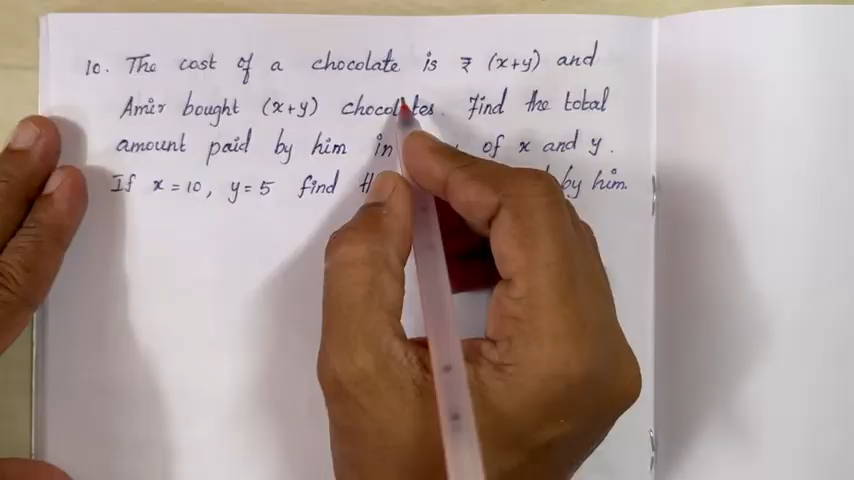 10. The cost of a chocolate is ₹ (x+y) and
Amir bought (x+y) chocolates. Find the total
amount paid by him in of x and y.
If x = 10, y = 5 find by him.